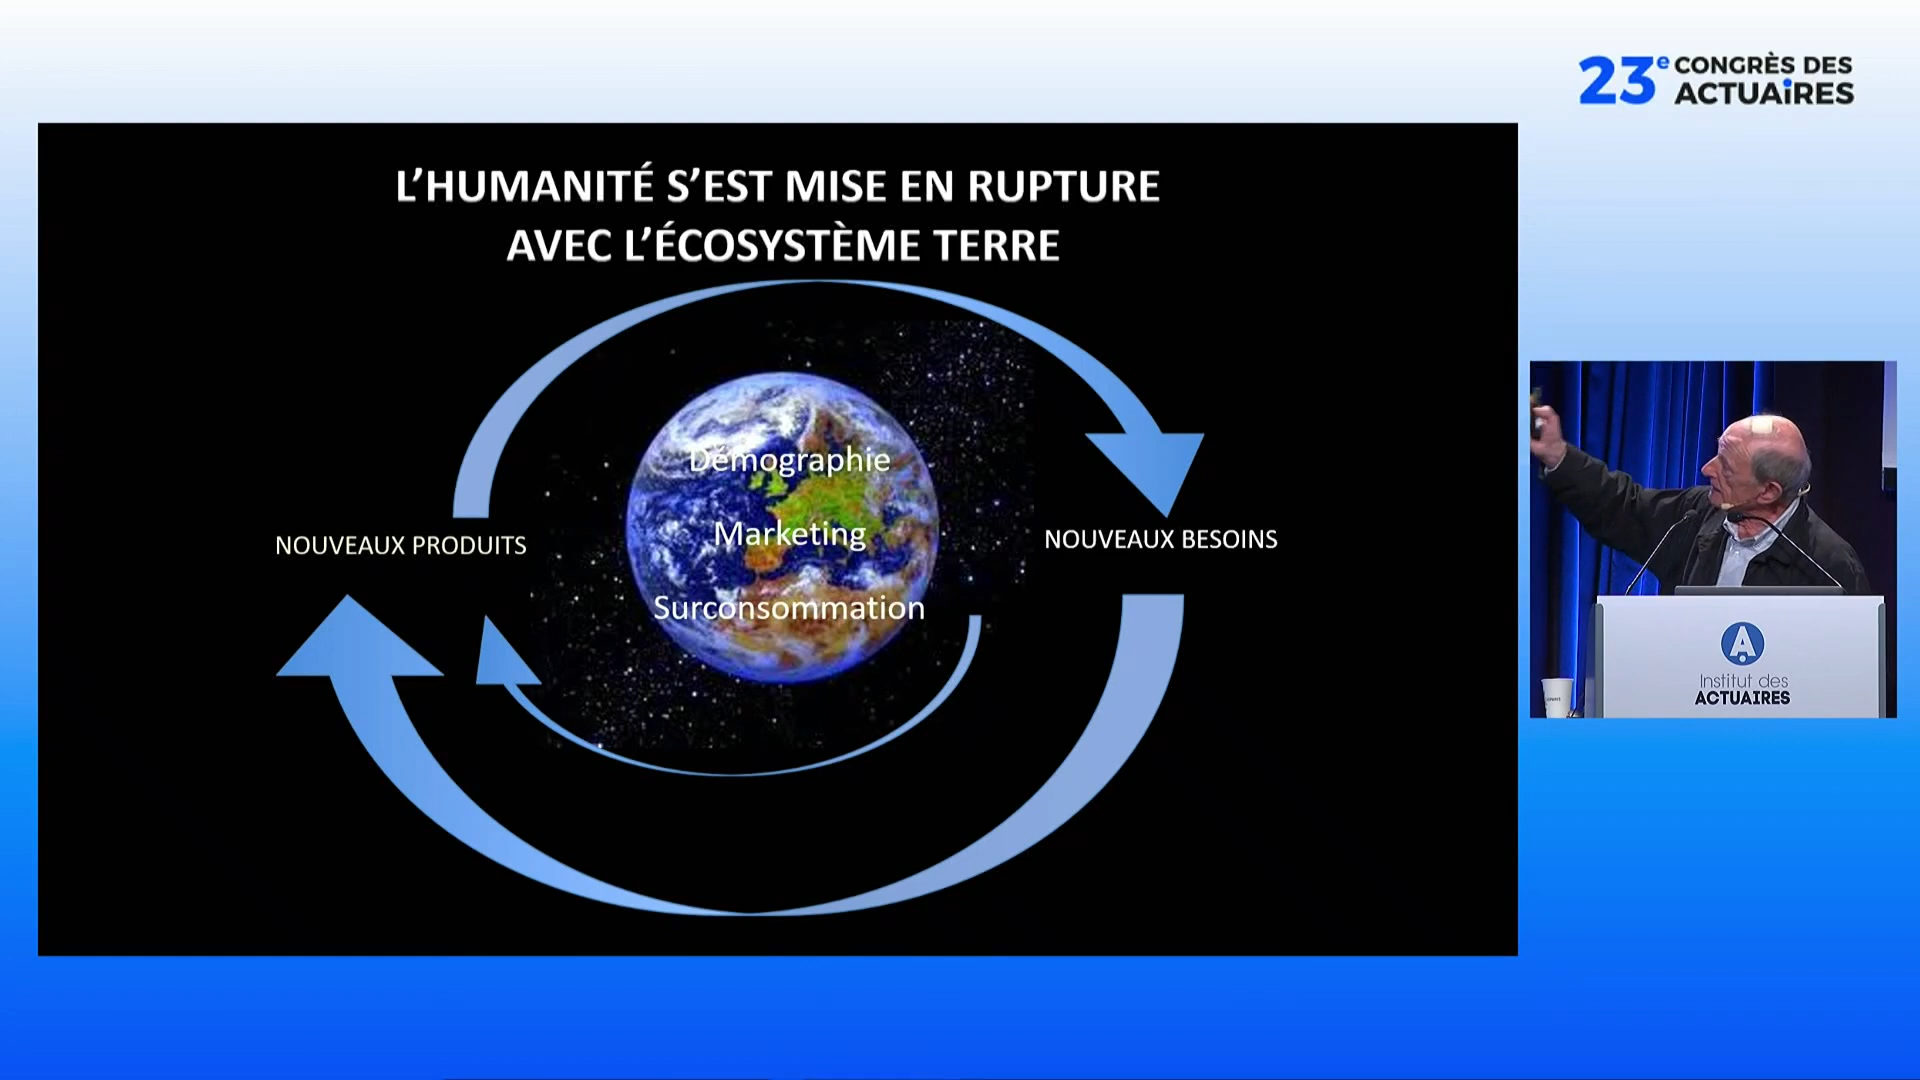 23e CONGRÈS DES
ACTUAiRES
L'HUMANITÉ S'EST MISE EN RUPTURE
AVEC L'ÉCOSYSTÈME TERRE
Démographie
Marketing
Surconsommation
NOUVEAUX PRODUITS
NOUVEAUX BESOINS
A
Institut des
ACTUAIRES